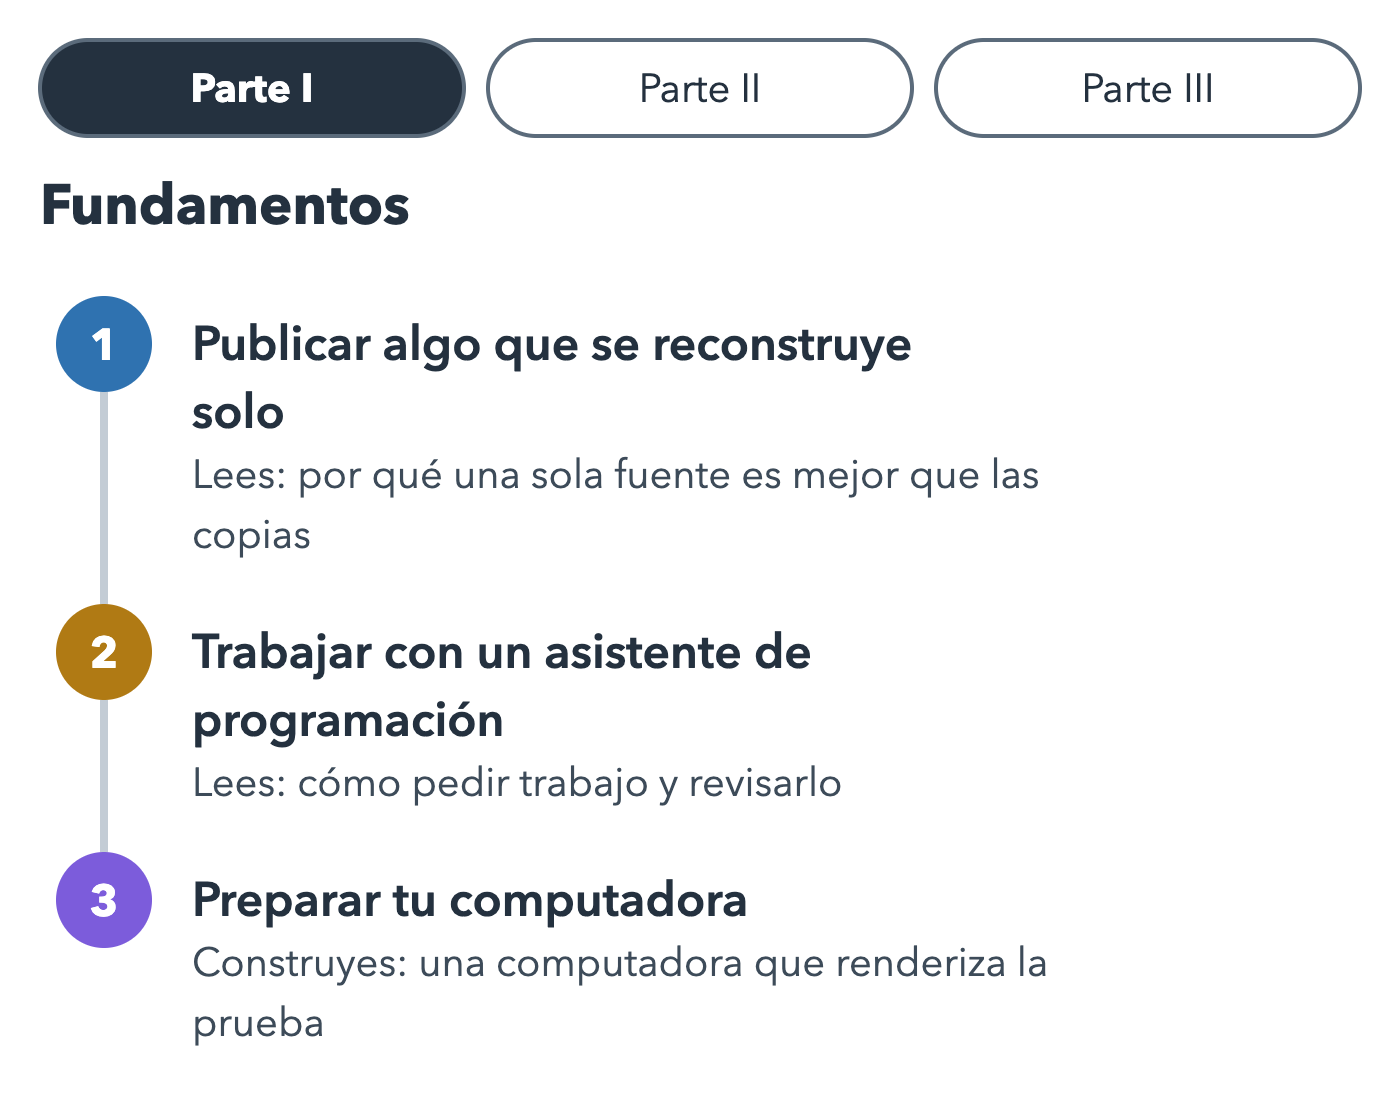 Parte I
Parte II
Parte III
Fundamentos
1
Publicar algo que se reconstruye
solo
Lees: por qué una sola fuente es mejor que las
copias
2
Trabajar con un asistente de
programación
Lees: cómo pedir trabajo y revisarlo
3
Preparar tu computadora
Construyes: una computadora que renderiza la
prueba